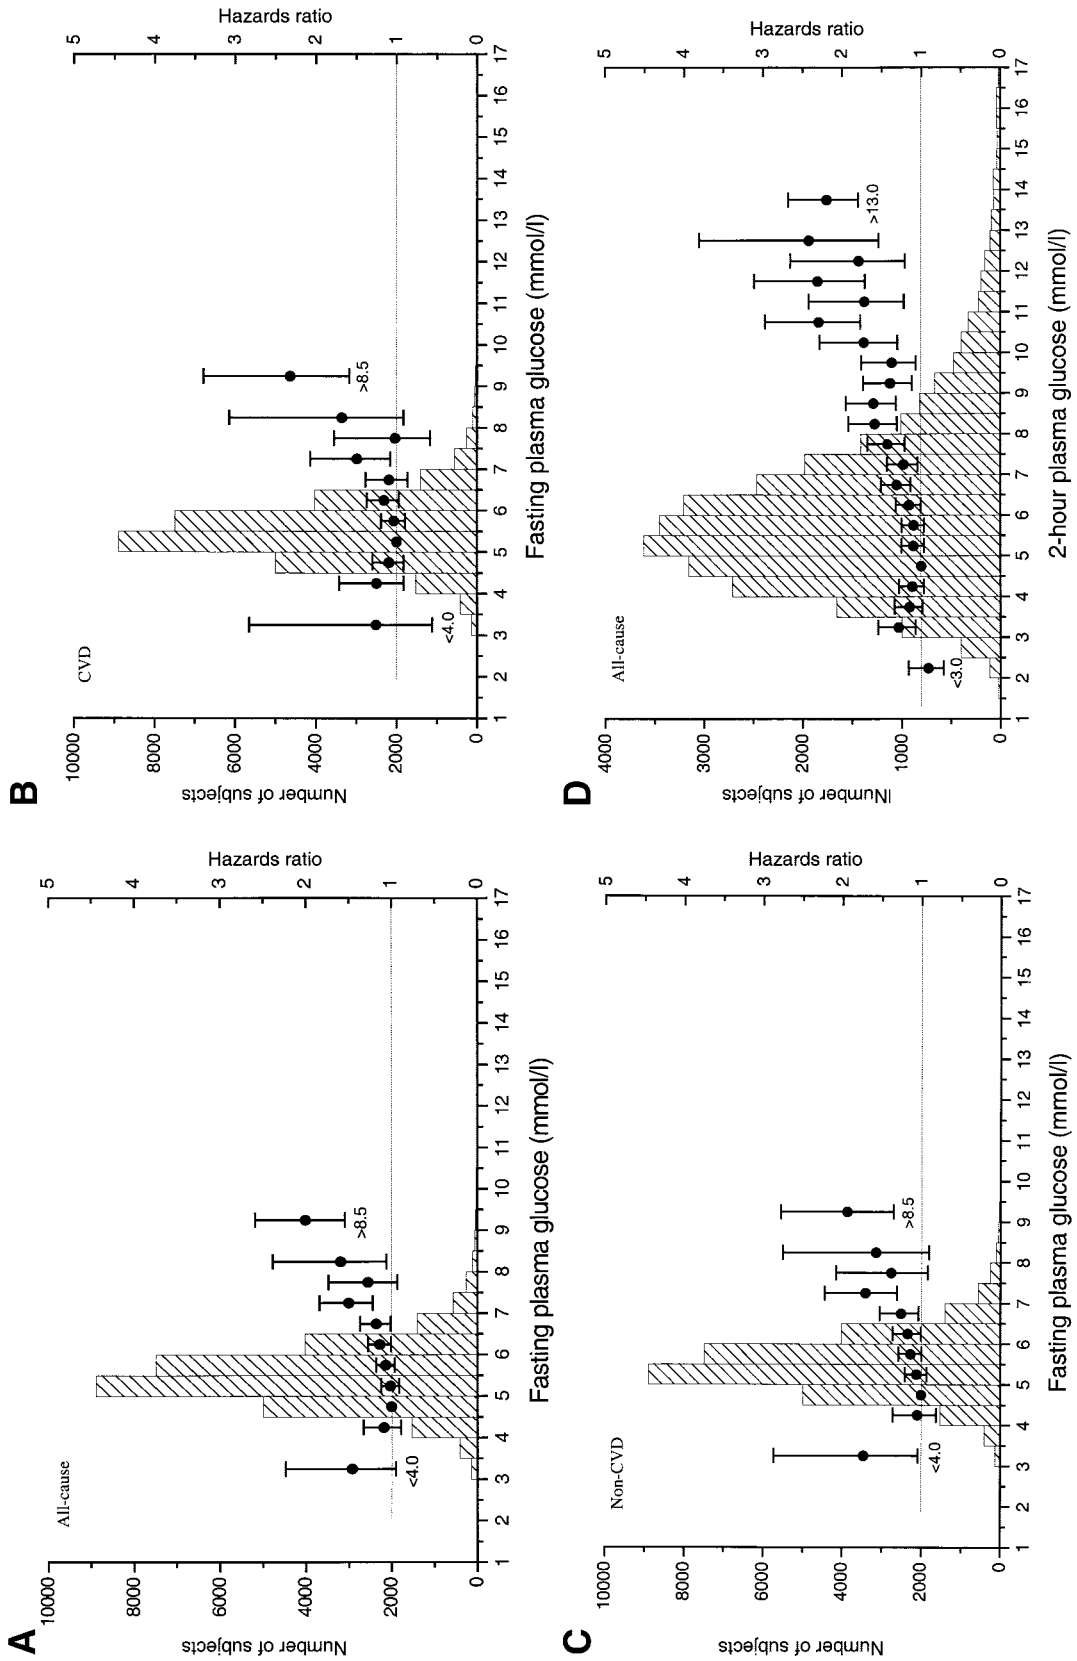 A
All-cause
Number of subjects
10000
8000
6000
4000
2000
0
Hazards ratio
5
4
3
2
1
0
<4.0
>8.5
1 2 3 4 5 6 7 8 9 10 11 12 13 14 15 16 17
Fasting plasma glucose (mmol/l)
B
CVD
Number of subjects
10000
8000
6000
4000
2000
0
Hazards ratio
5
4
3
2
1
0
<4.0
>8.5
1 2 3 4 5 6 7 8 9 10 11 12 13 14 15 16 17
Fasting plasma glucose (mmol/l)
C
Non-CVD
Number of subjects
10000
8000
6000
4000
2000
0
Hazards ratio
5
4
3
2
1
0
<4.0
>8.5
1 2 3 4 5 6 7 8 9 10 11 12 13 14 15 16 17
Fasting plasma glucose (mmol/l)
D
All-cause
Number of subjects
4000
3000
2000
1000
0
Hazards ratio
5
4
3
2
1
0
<3.0
>13.0
1 2 3 4 5 6 7 8 9 10 11 12 13 14 15 16 17
2-hour plasma glucose (mmol/l)